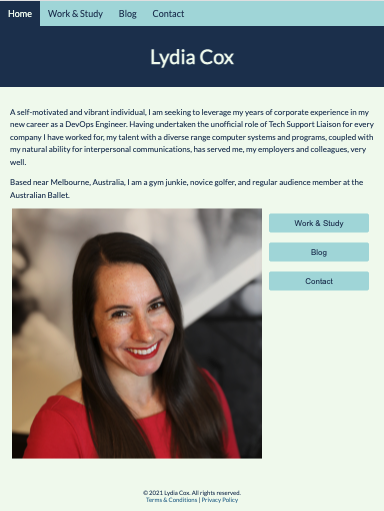 Home Work & Study Blog Contact
Lydia Cox
A self-motivated and vibrant individual, I am seeking to leverage my years of corporate experience in my
new career as a DevOps Engineer. Having undertaken the unofficial role of Tech Support Liaison for every
company I have worked for, my talent with a diverse range computer systems and programs, coupled with
my natural ability for interpersonal communications, has served me, my employers and colleagues, very
well.
Based near Melbourne, Australia, I am a gym junkie, novice golfer, and regular audience member at the
Australian Ballet.
Work & Study
Blog
Contact
© 2021 Lydia Cox. All rights reserved.
Terms & Conditions | Privacy Policy